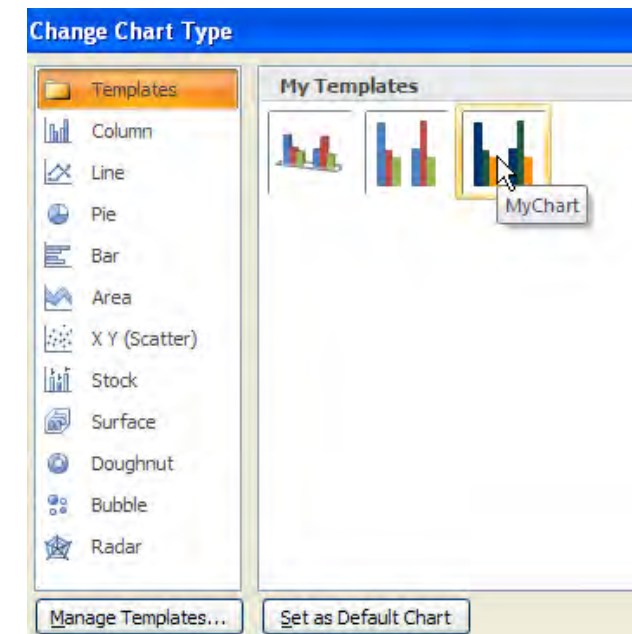 Change Chart Type
Templates
Column
Line
Pie
Bar
Area
X Y (Scatter)
Stock
Surface
Doughnut
Bubble
Radar
My Templates
MyChart
Manage Templates...
Set as Default Chart